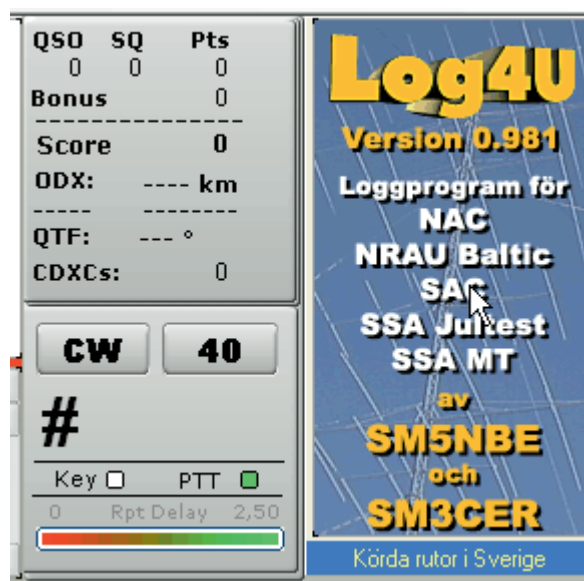 QSO SQ Pts
0 0 0
Bonus 0
--------------------
Score 0
ODX: ---- km
----- --------
QTF: --- °
CDXCs: 0
CW 40
#
Key PTT
0 Rpt Delay 2,50
Log4U
Version 0.981
Loggprogram för
NAC
NRAU Baltic
SAC
SSA Jultest
SSA MT
av
SM5NBE
och
SM3CER
Körda rutor i Sverige